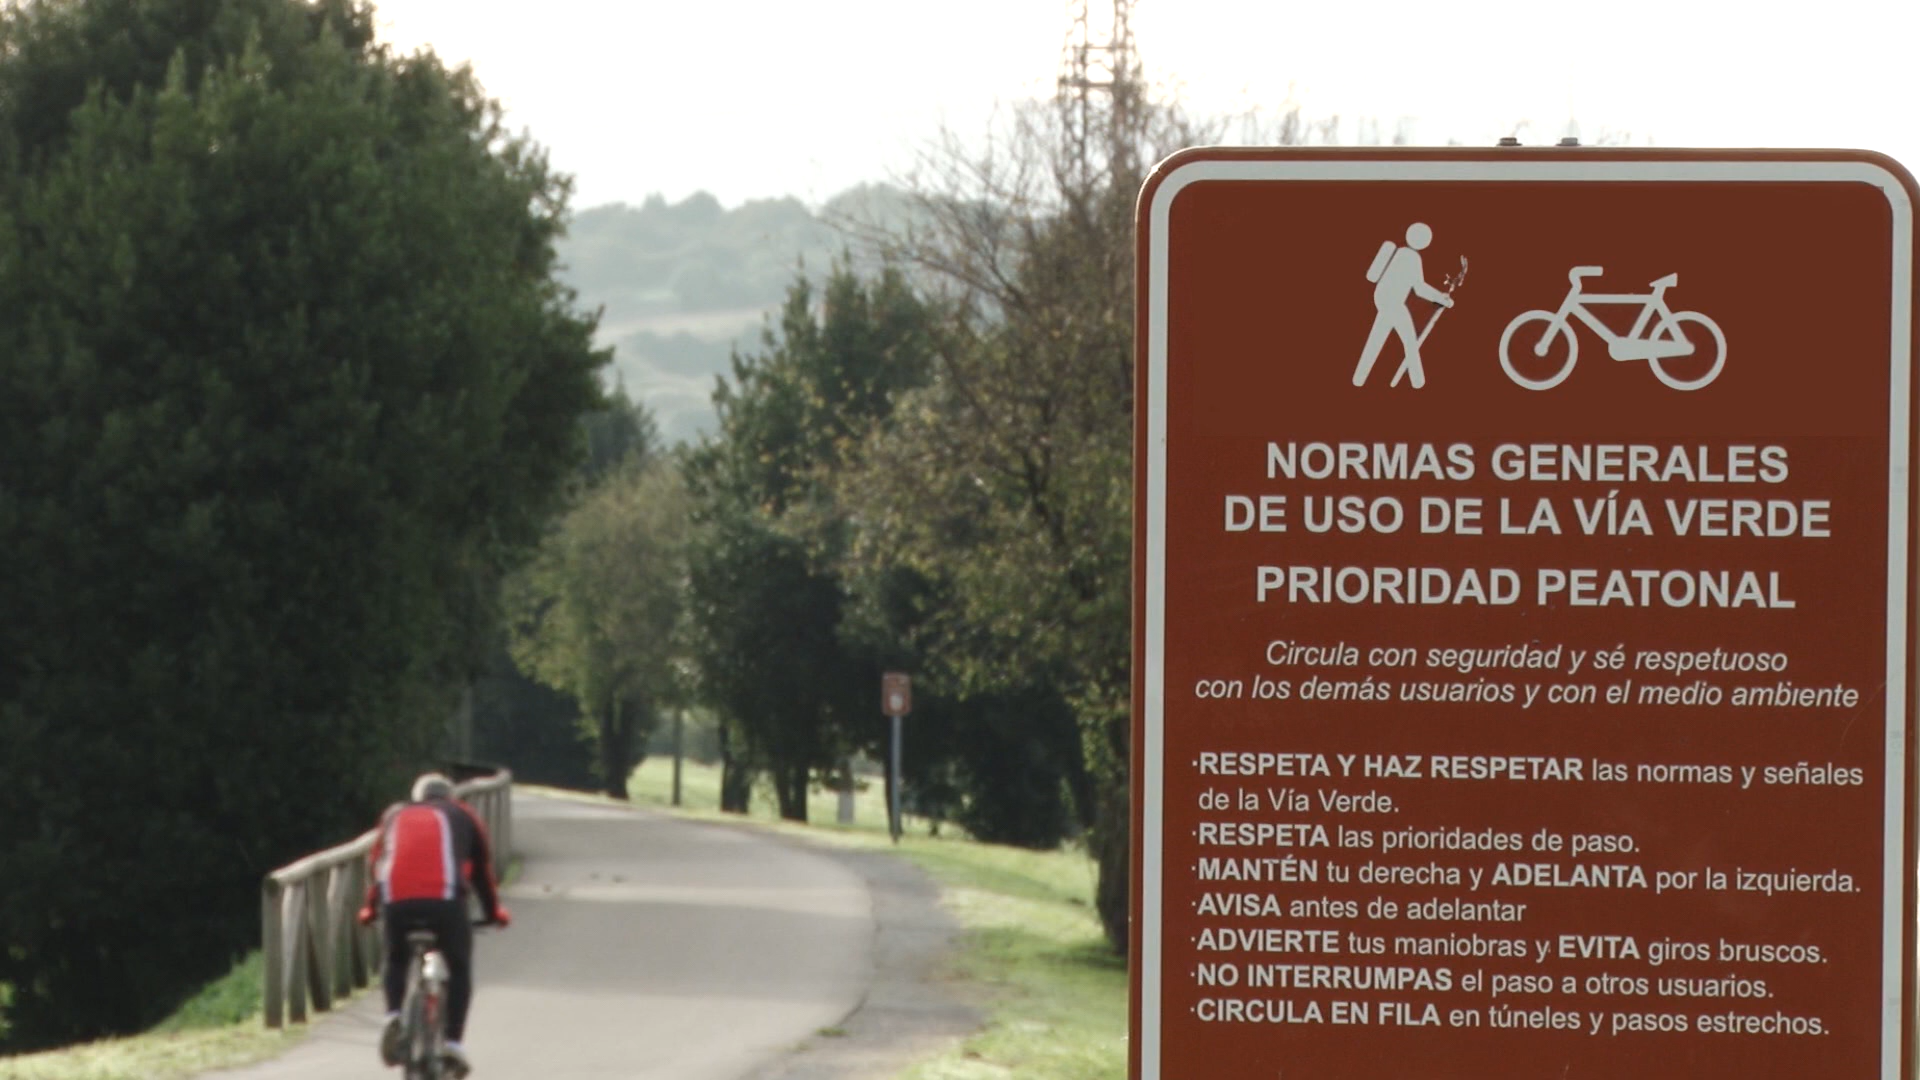 NORMAS GENERALES
DE USO DE LA VÍA VERDE
PRIORIDAD PEATONAL
Circula con seguridad y sé respetuoso
con los demás usuarios y con el medio ambiente
·RESPETA Y HAZ RESPETAR las normas y señales
de la Vía Verde.
·RESPETA las prioridades de paso.
·MANTÉN tu derecha y ADELANTA por la izquierda.
·AVISA antes de adelantar
·ADVIERTE tus maniobras y EVITA giros bruscos.
·NO INTERRUMPAS el paso a otros usuarios.
·CIRCULA EN FILA en túneles y pasos estrechos.